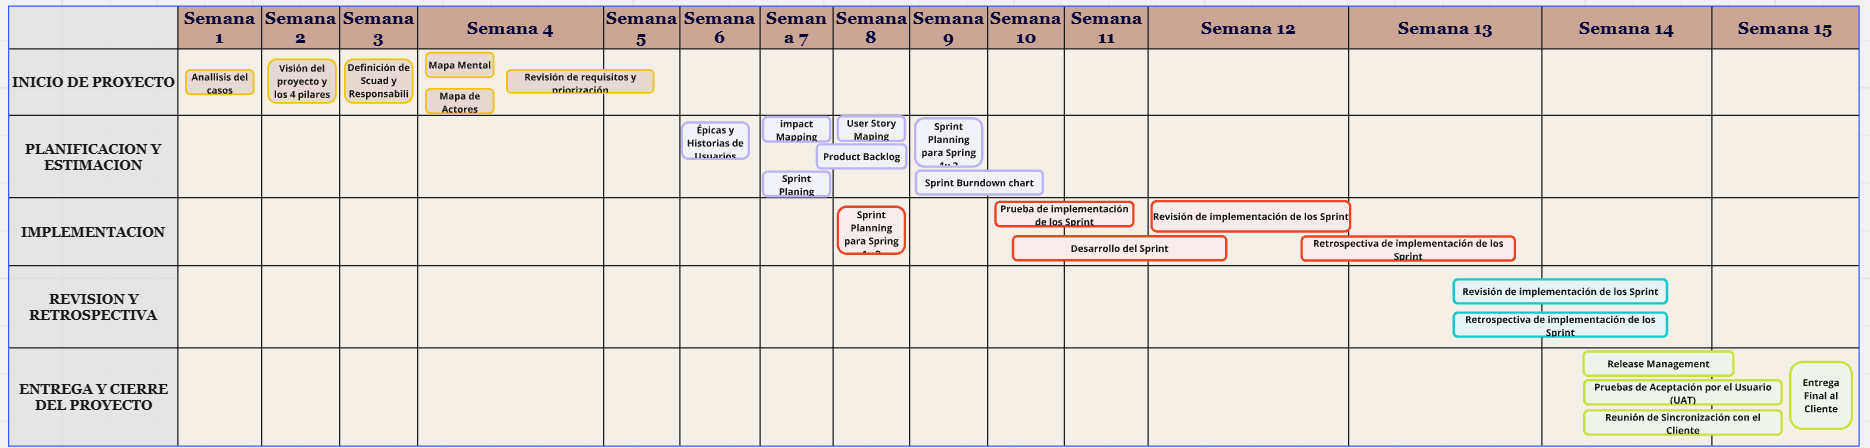 Semana
1
Semana
2
Semana
3
Semana 4
Semana
5
Semana
6
Seman
a 7
Semana
8
Semana
9
Semana
10
Semana
11
Semana 12
Semana 13
Semana 14
Semana 15
INICIO DE PROYECTO
Anallisis del
casos
Visión del
proyecto y
los 4 pilares
Definición de
Scuad y
Responsabili
Mapa Mental
Mapa de
Actores
Revisión de requisitos y
priorización
PLANIFICACION Y
ESTIMACION
Épicas y
Historias de
Usuarios
impact
Mapping
Sprint
Planing
User Story
Maping
Product Backlog
Sprint
Planning
para Spring
Sprint Burndown chart
IMPLEMENTACION
Sprint
Planning
para Spring
Prueba de implementación
de los Sprint
Desarrollo del Sprint
Revisión de implementación de los Sprint
Retrospectiva de implementación de los
Sprint
REVISION Y
RETROSPECTIVA
Revisión de implementación de los Sprint
Retrospectiva de implementación de los
Sprint
ENTREGA Y CIERRE
DEL PROYECTO
Release Management
Pruebas de Aceptación por el Usuario
(UAT)
Reunión de Sincronización con el
Cliente
Entrega
Final al
Cliente